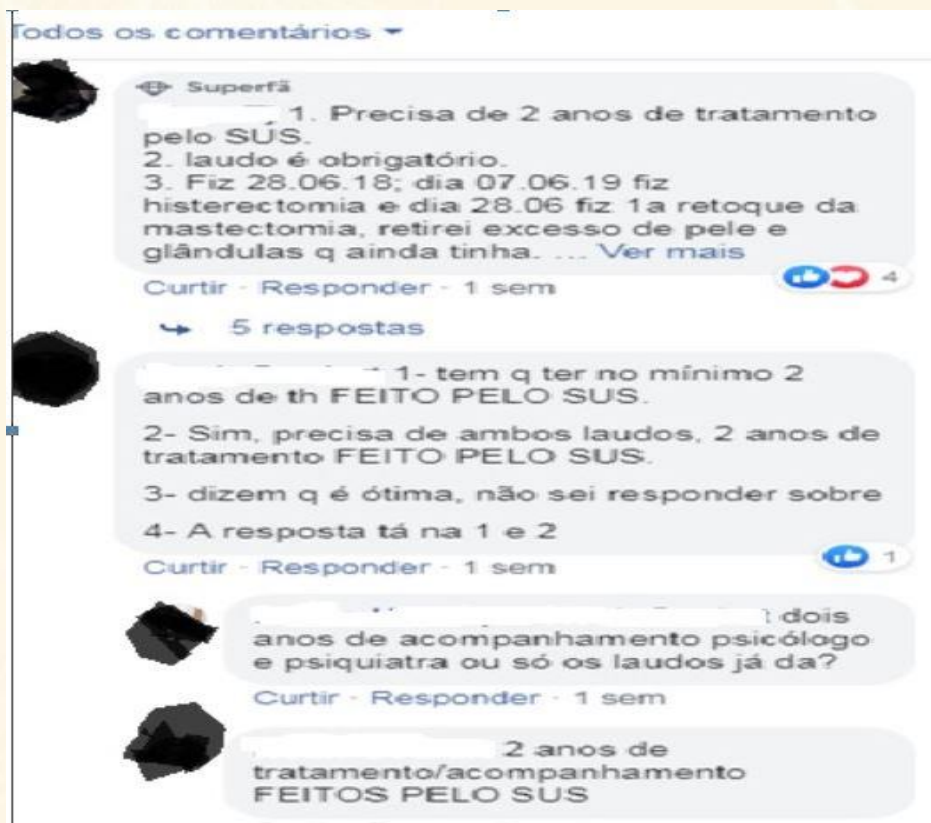 Todos os comentários
Superfã
1. Precisa de 2 anos de tratamento
pelo SUS.
2. laudo é obrigatório.
3. Fiz 28.06.18; dia 07.06.19 fiz
histerectomia e dia 28.06 fiz 1a retoque da
mastectomia, retirei excesso de pele e
glândulas q ainda tinha. ... Ver mais
4
Curtir · Responder · 1 sem
5 respostas
1- tem q ter no mínimo 2
anos de th FEITO PELO SUS.
2- Sim, precisa de ambos laudos, 2 anos de
tratamento FEITO PELO SUS.
3- dizem q é ótima, não sei responder sobre
4- A resposta tá na 1 e 2
1
Curtir · Responder · 1 sem
dois
anos de acompanhamento psicólogo
e psiquiatra ou só os laudos já da?
Curtir · Responder · 1 sem
2 anos de
tratamento/acompanhamento
FEITOS PELO SUS